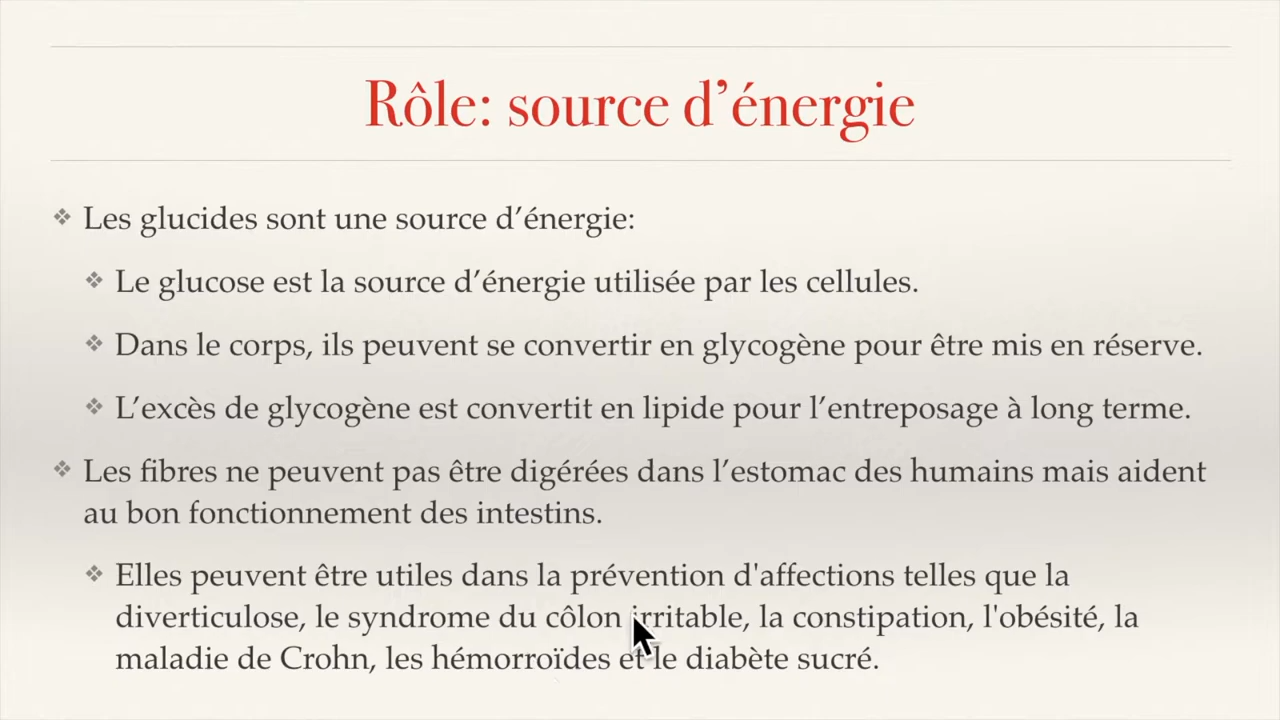 Rôle: source d’énergie
❖ Les glucides sont une source d’énergie:
❖ Le glucose est la source d’énergie utilisée par les cellules.
❖ Dans le corps, ils peuvent se convertir en glycogène pour être mis en réserve.
❖ L’excès de glycogène est convertit en lipide pour l’entreposage à long terme.
❖ Les fibres ne peuvent pas être digérées dans l’estomac des humains mais aident
au bon fonctionnement des intestins.
❖ Elles peuvent être utiles dans la prévention d'affections telles que la
diverticulose, le syndrome du côlon irritable, la constipation, l'obésité, la
maladie de Crohn, les hémorroïdes et le diabète sucré.